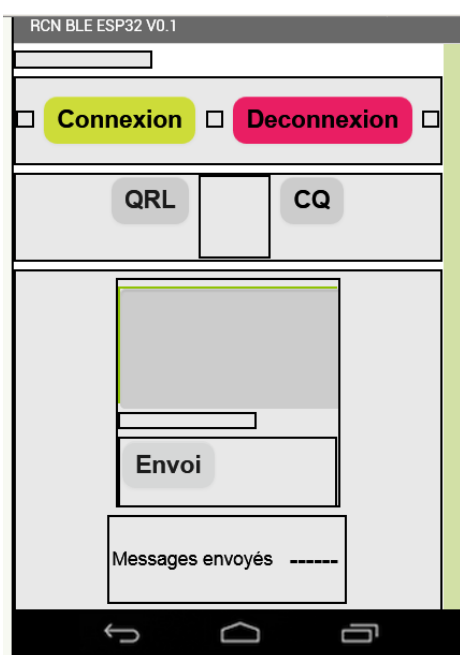 RCN BLE ESP32 V0.1
Connexion Deconnexion
QRL CQ
Envoi
Messages envoyés ------